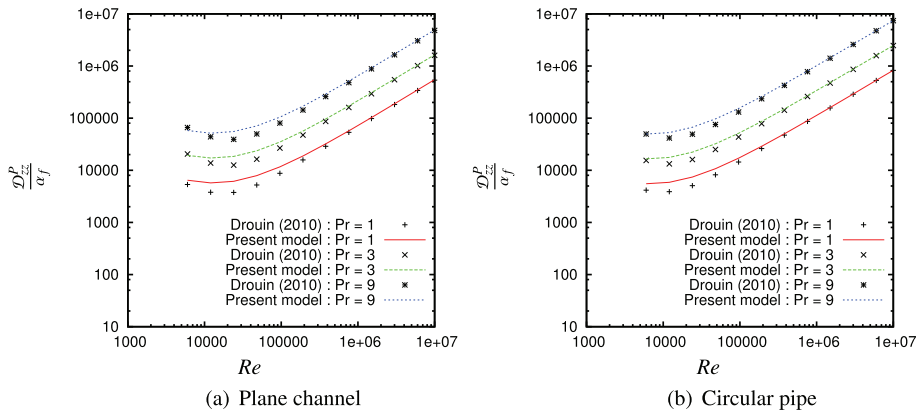 1e+07
1e+06
100000
10000
1000
100
10
1000
10000
100000
1e+06
1e+07
𝒟ᴾzz
αf
Re
Drouin (2010) : Pr = 1
Present model : Pr = 1
Drouin (2010) : Pr = 3
Present model : Pr = 3
Drouin (2010) : Pr = 9
Present model : Pr = 9
(a) Plane channel
1e+07
1e+06
100000
10000
1000
100
10
1000
10000
100000
1e+06
1e+07
𝒟ᴾzz
αf
Re
Drouin (2010) : Pr = 1
Present model : Pr = 1
Drouin (2010) : Pr = 3
Present model : Pr = 3
Drouin (2010) : Pr = 9
Present model : Pr = 9
(b) Circular pipe